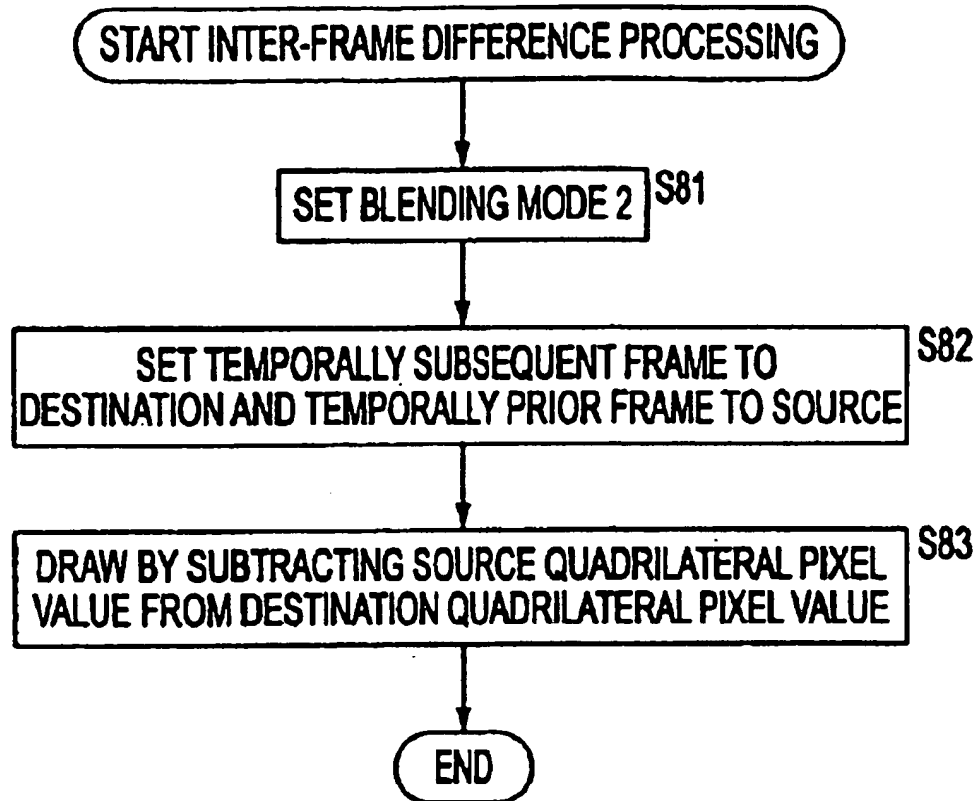 START INTER-FRAME DIFFERENCE PROCESSING
SET BLENDING MODE 2
S81
SET TEMPORALLY SUBSEQUENT FRAME TO
DESTINATION AND TEMPORALLY PRIOR FRAME TO SOURCE
S82
DRAW BY SUBTRACTING SOURCE QUADRILATERAL PIXEL
VALUE FROM DESTINATION QUADRILATERAL PIXEL VALUE
S83
END